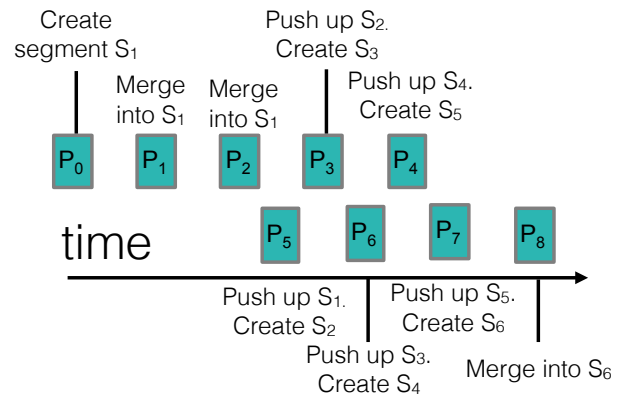 Create
segment S₁
Merge
into S₁
Merge
into S₁
Push up S₂.
Create S₃
Push up S₄.
Create S₅
P₀
P₁
P₂
P₃
P₄
P₅
P₆
P₇
P₈
time
Push up S₁.
Create S₂
Push up S₃.
Create S₄
Push up S₅.
Create S₆
Merge into S₆